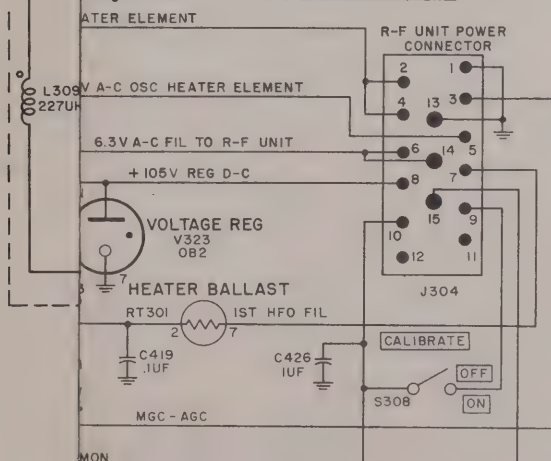 ATER ELEMENT
R-F UNIT POWER
CONNECTOR
2
1
L309
227U
V A-C OSC HEATER ELEMENT
3
4
13
6.3V A-C FIL TO R-F UNIT
6
14
5
+105V REG D-C
8
7
VOLTAGE REG
V323
OB2
15
9
10
7
12
11
HEATER BALLAST
J304
RT301
1ST HFO FIL
2
7
CALIBRATE
C419
.1UF
C426
1UF
OFF
S308
ON
MGC-AGC
MON